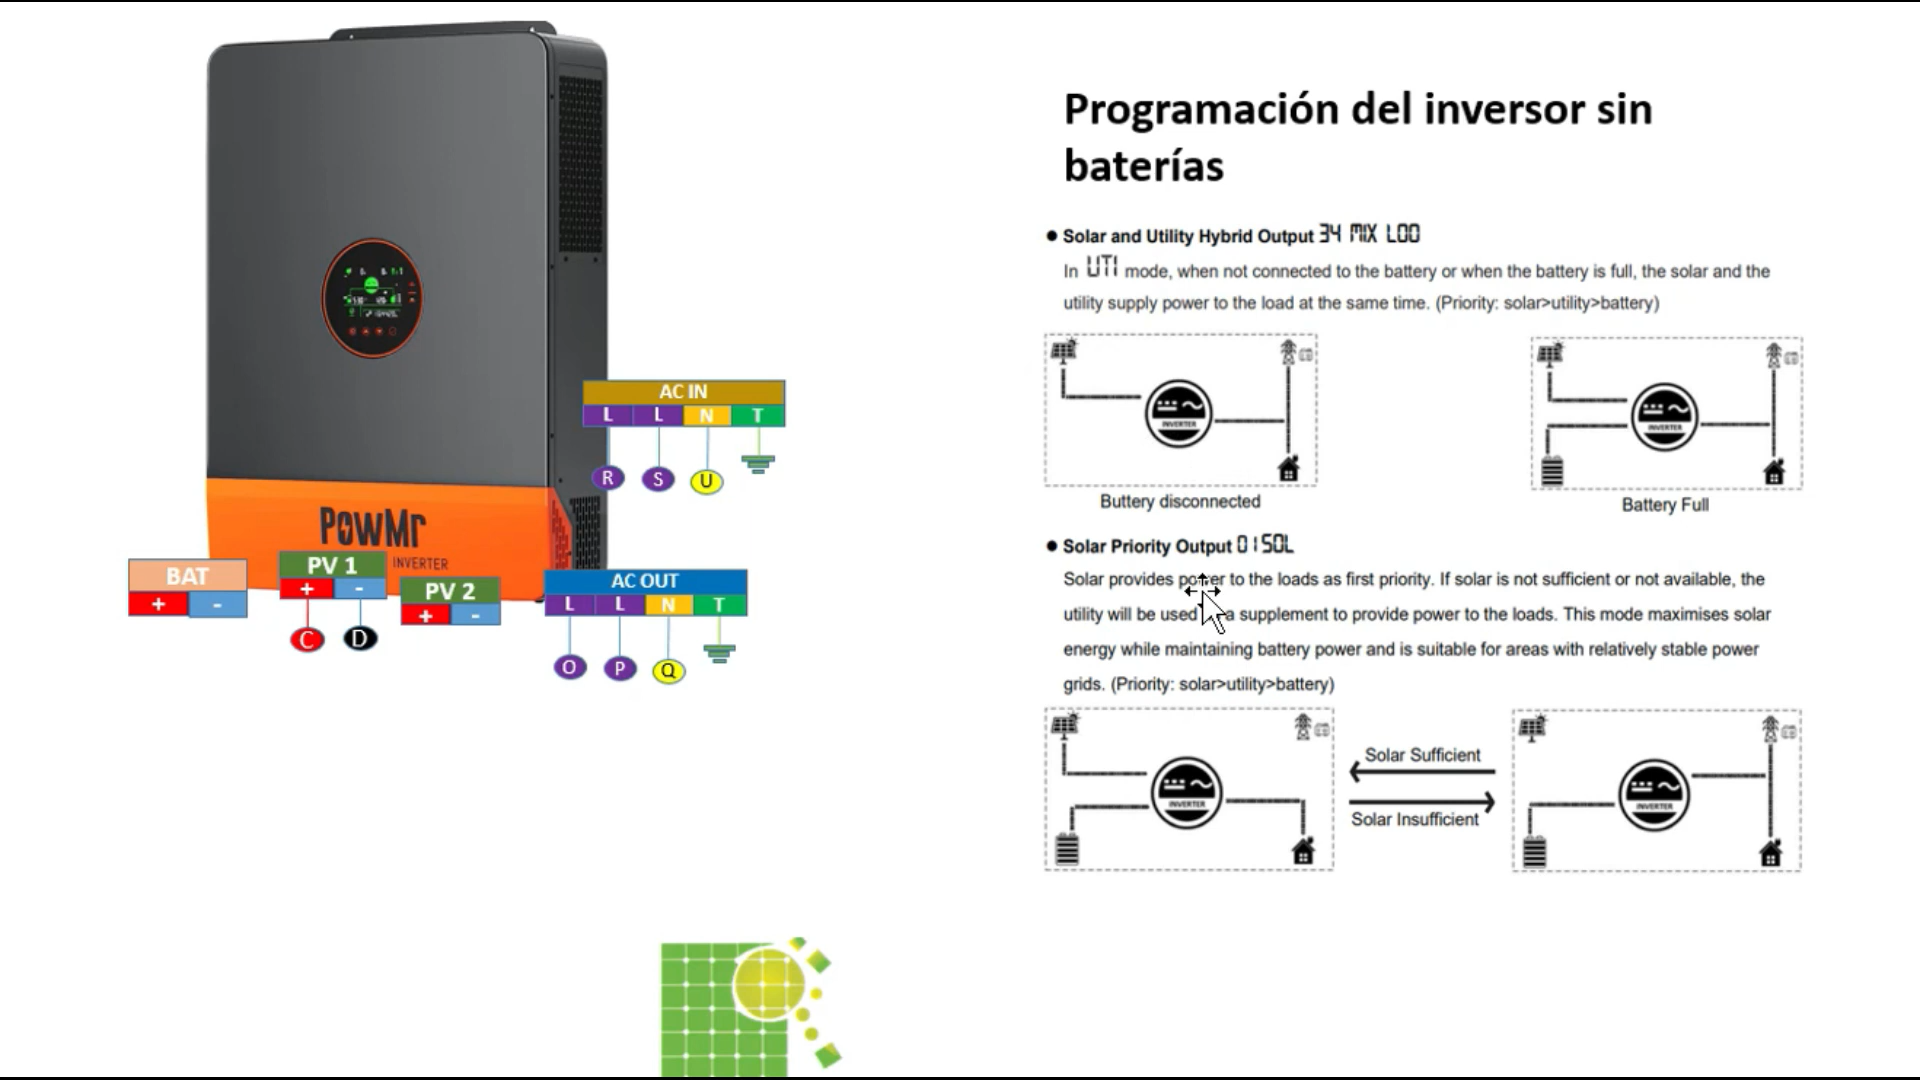 PowMr
INVERTER
AC IN
L L N T
R S U
BAT
+ -
PV 1
+ -
C D
PV 2
+ -
AC OUT
L L N T
O P Q
Programación del inversor sin
baterías
● Solar and Utility Hybrid Output 34 MIX LOD
In UTI mode, when not connected to the battery or when the battery is full, the solar and the
utility supply power to the load at the same time. (Priority: solar>utility>battery)
INVERTER
Buttery disconnected
INVERTER
Battery Full
● Solar Priority Output 01 SOL
Solar provides power to the loads as first priority. If solar is not sufficient or not available, the
utility will be used a supplement to provide power to the loads. This mode maximises solar
energy while maintaining battery power and is suitable for areas with relatively stable power
grids. (Priority: solar>utility>battery)
INVERTER
Solar Sufficient
Solar Insufficient
INVERTER